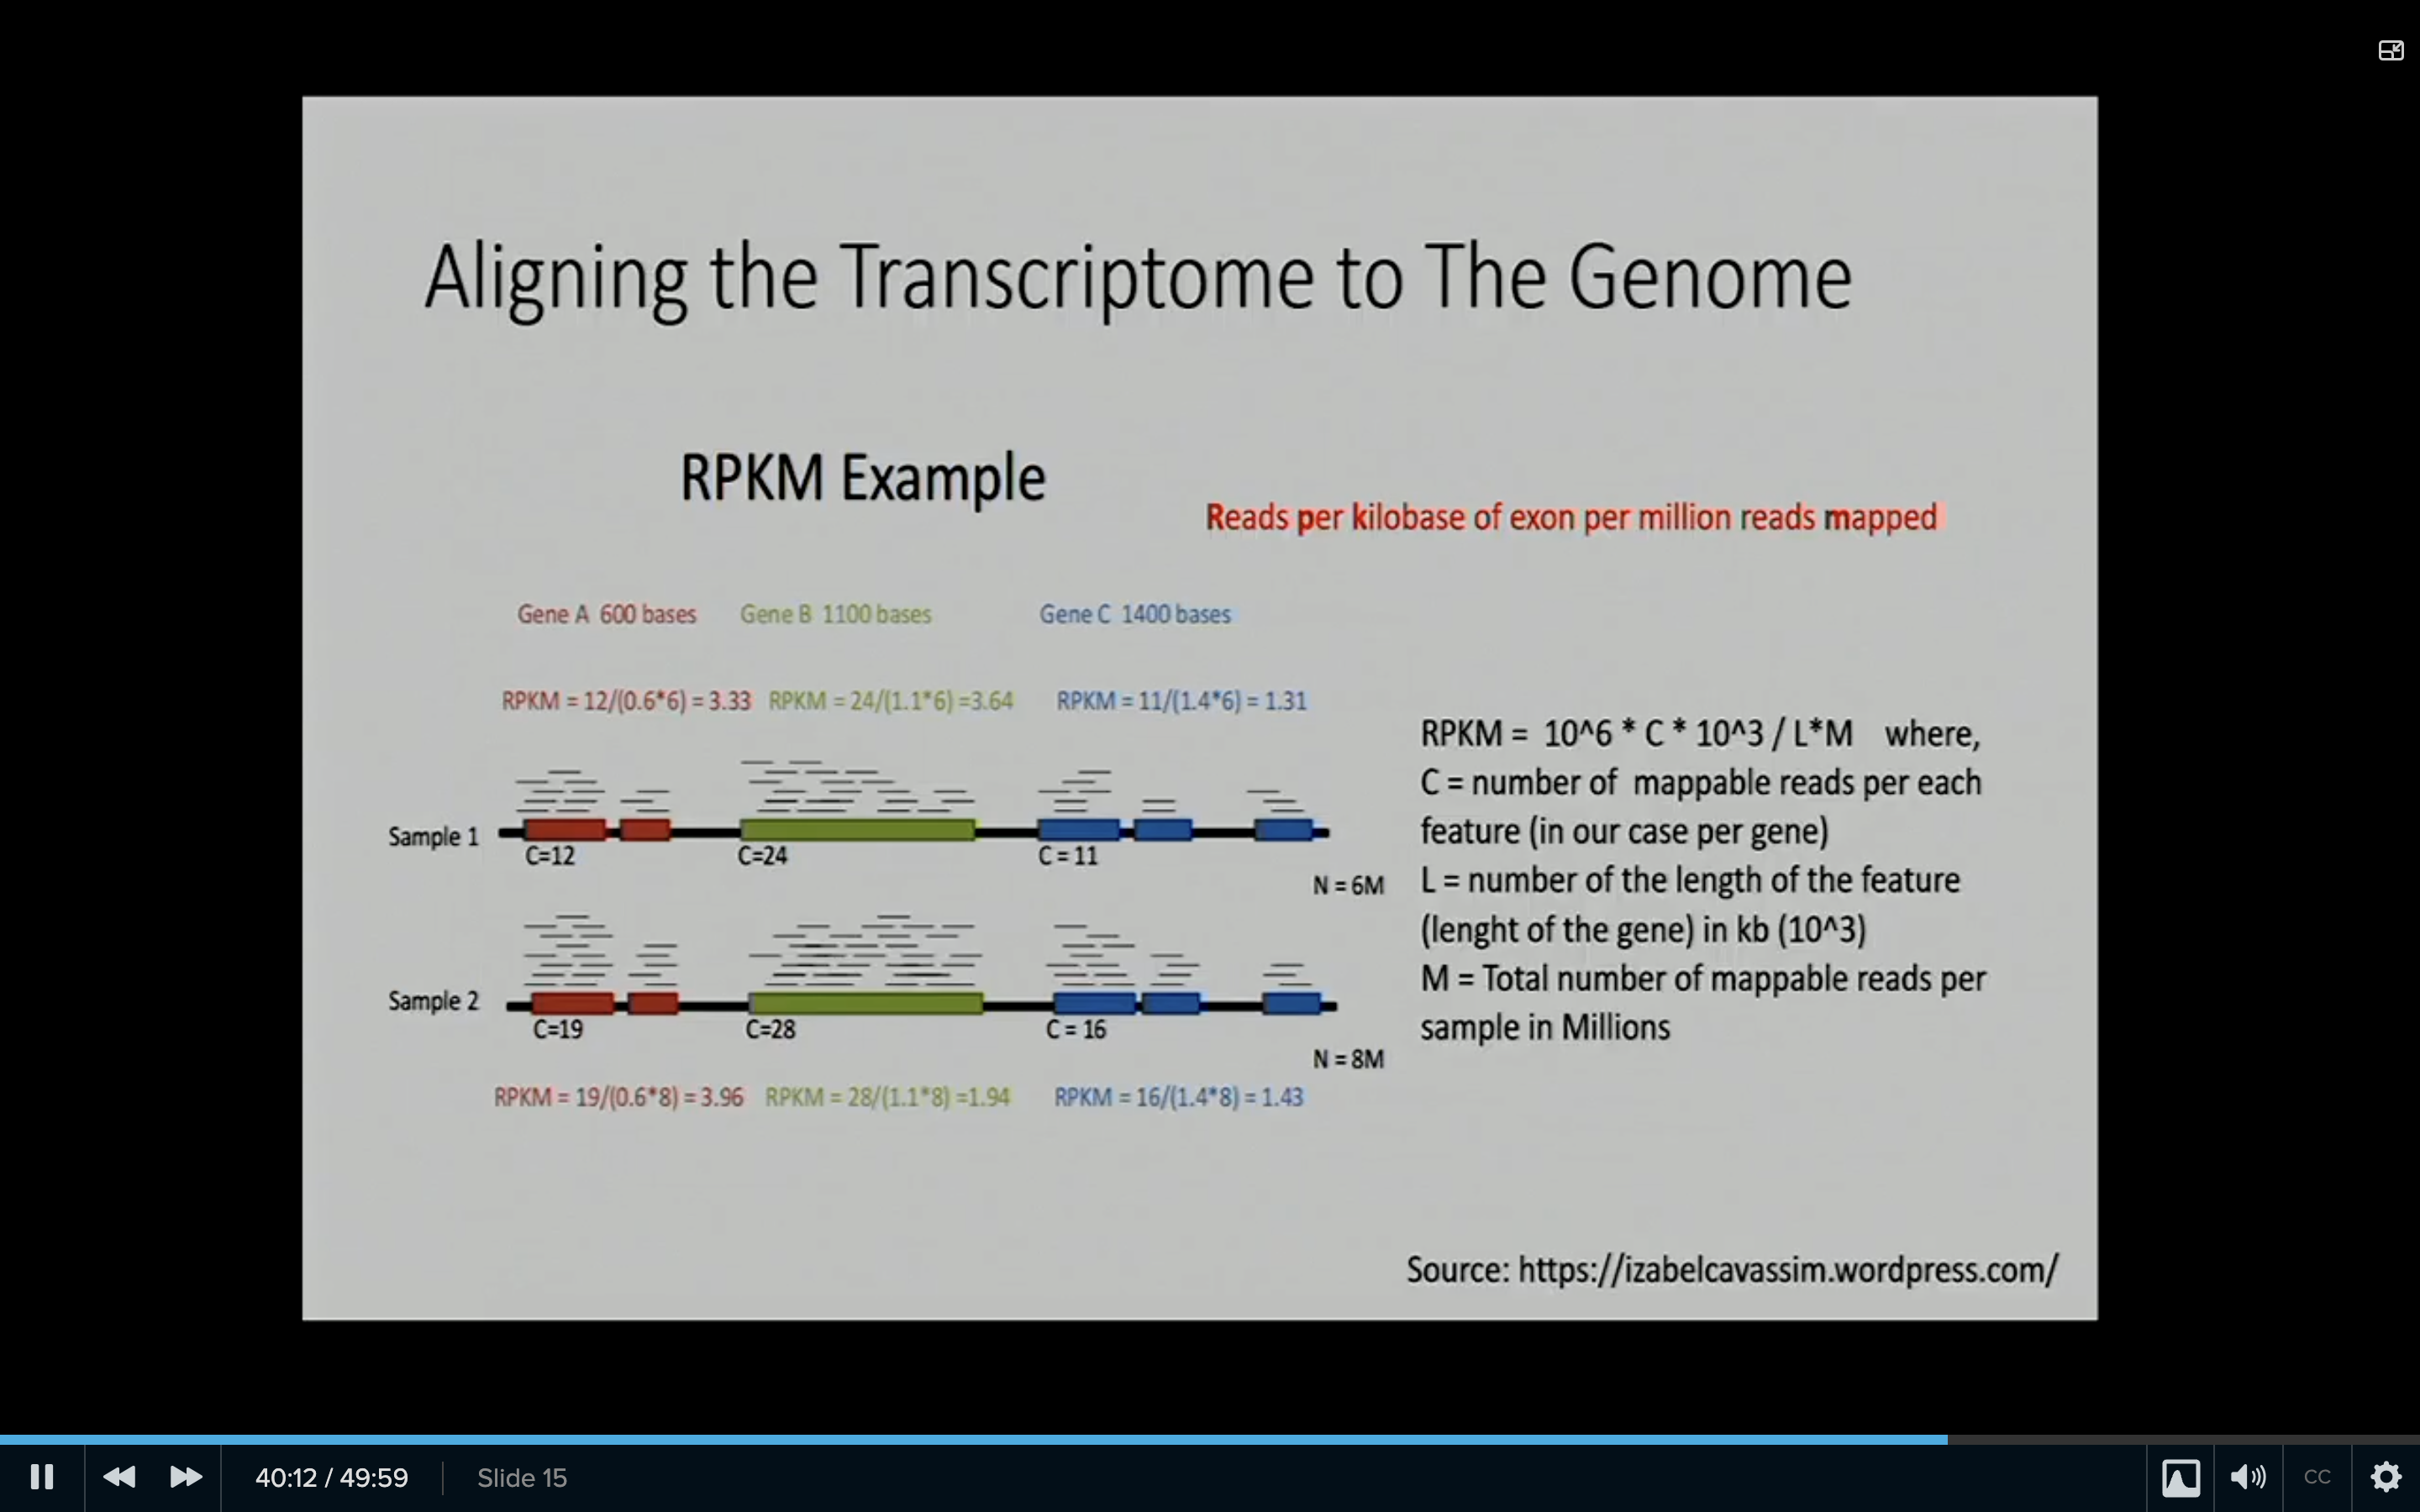 Aligning the Transcriptome to The Genome
RPKM Example
Reads per kilobase of exon per million reads mapped
Gene A 600 bases
Gene B 1100 bases
Gene C 1400 bases
RPKM = 12/(0.6*6) = 3.33
RPKM = 24/(1.1*6) =3.64
RPKM = 11/(1.4*6) = 1.31
Sample 1
C=12
C=24
C = 11
N = 6M
Sample 2
C=19
C=28
C = 16
N = 8M
RPKM = 19/(0.6*8) = 3.96
RPKM = 28/(1.1*8) =1.94
RPKM = 16/(1.4*8) = 1.43
RPKM = 10^6 * C * 10^3 / L*M where,
C = number of mappable reads per each
feature (in our case per gene)
L = number of the length of the feature
(lenght of the gene) in kb (10^3)
M = Total number of mappable reads per
sample in Millions
Source: https://izabelcavassim.wordpress.com/
40:12 / 49:59
Slide 15
CC